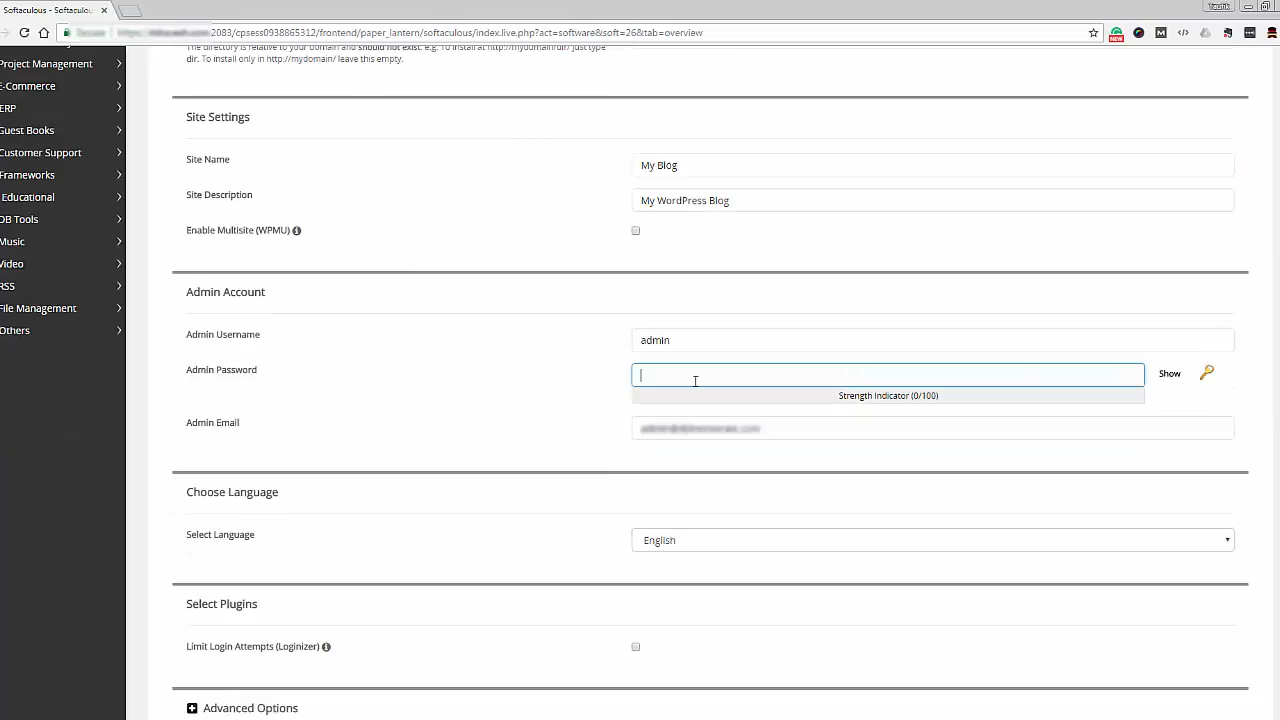 Softaculous - Softaculou
Tasdik
2083/cpsess0938865312/frontend/paper_lantern/softaculous/index.live.php?act=software&soft=26&tab=overview
NEW
The directory is relative to your domain and should not exist. e.g. To install at http://mydomain/dir/ just type
dir. To install only in http://mydomain/ leave this empty.
Project Management
E-Commerce
ERP
Guest Books
Customer Support
Frameworks
Educational
DB Tools
Music
Video
RSS
File Management
Others
Site Settings
Site Name
My Blog
Site Description
My WordPress Blog
Enable Multisite (WPMU)
Admin Account
Admin Username
admin
Admin Password
Show
Strength Indicator (0/100)
Admin Email
Choose Language
Select Language
English
Select Plugins
Limit Login Attempts (Loginizer)
Advanced Options